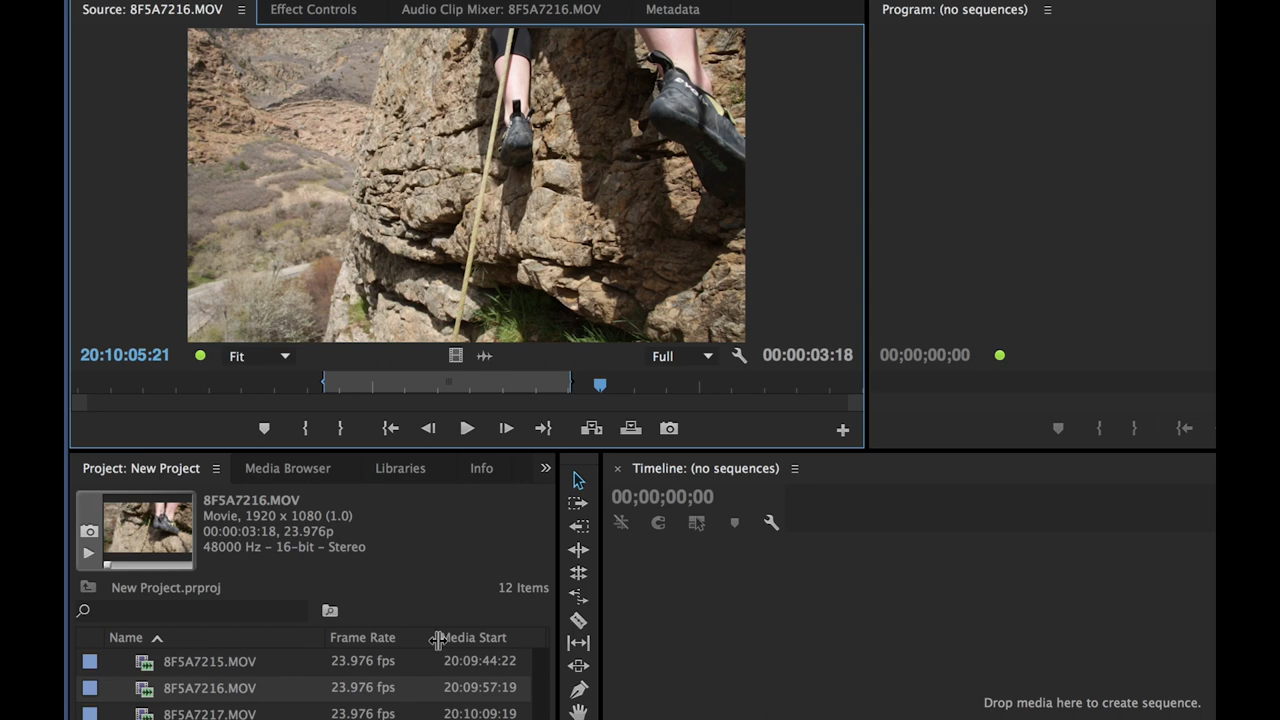 Source: 8F5A7216.MOV
Effect Controls
Audio Clip Mixer: 8F5A7216.MOV
Metadata
Program: (no sequences)
20:10:05:21
Fit
Full
00:00:03:18
00;00;00;00
Project: New Project
Media Browser
Libraries
Info
Timeline: (no sequences)
8F5A7216.MOV
Movie, 1920 x 1080 (1.0)
00:00:03:18, 23.976p
48000 Hz - 16-bit - Stereo
00;00;00;00
New Project.prproj
12 Items
Name
Frame Rate
Media Start
8F5A7215.MOV
23.976 fps
20:09:44:22
8F5A7216.MOV
23.976 fps
20:09:57:19
8F5A7217.MOV
23.976 fps
20:10:09:19
Drop media here to create sequence.